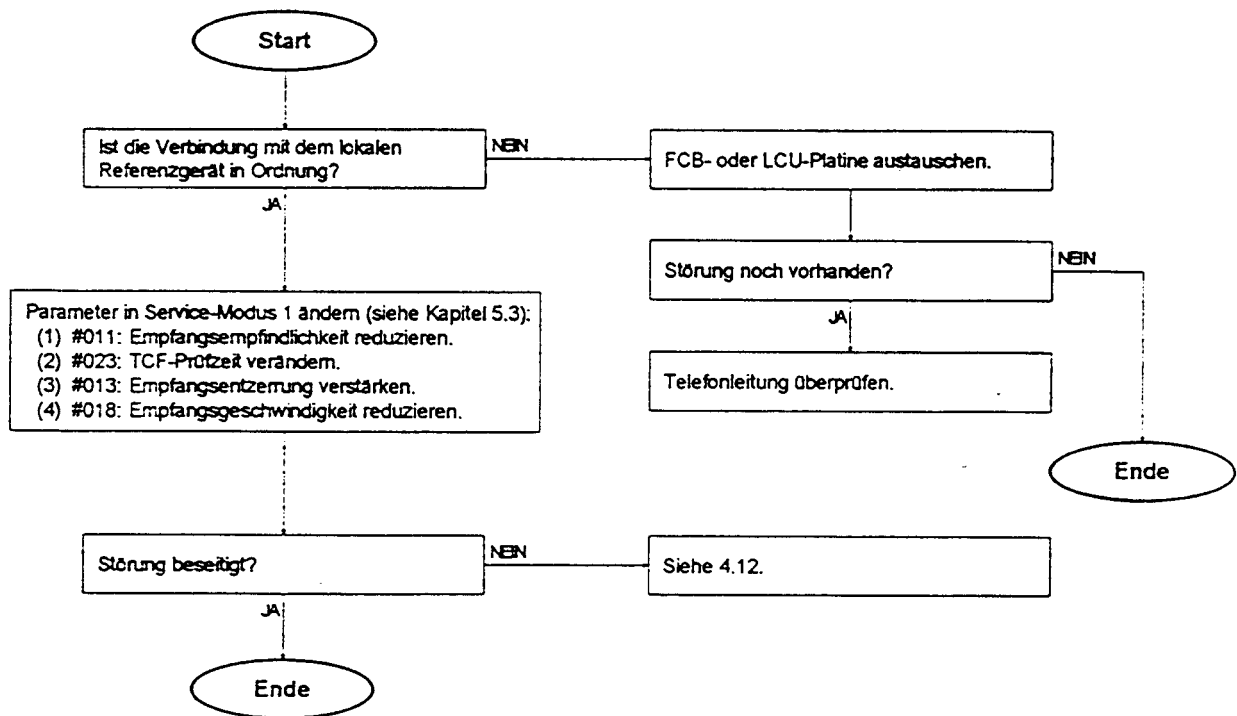 Start
Ist die Verbindung mit dem lokalen
Referenzgerät in Ordnung?
NEIN
FCB- oder LCU-Platine austauschen.
JA
Störung noch vorhanden?
NEIN
JA
Telefonleitung überprüfen.
Ende
Parameter in Service-Modus 1 ändern (siehe Kapitel 5.3):
(1) #011: Empfangsempfindlichkeit reduzieren.
(2) #023: TCF-Prüfzeit verändern.
(3) #013: Empfangsentzerrung verstärken.
(4) #018: Empfangsgeschwindigkeit reduzieren.
Störung beseitigt?
NEIN
Siehe 4.12.
JA
Ende